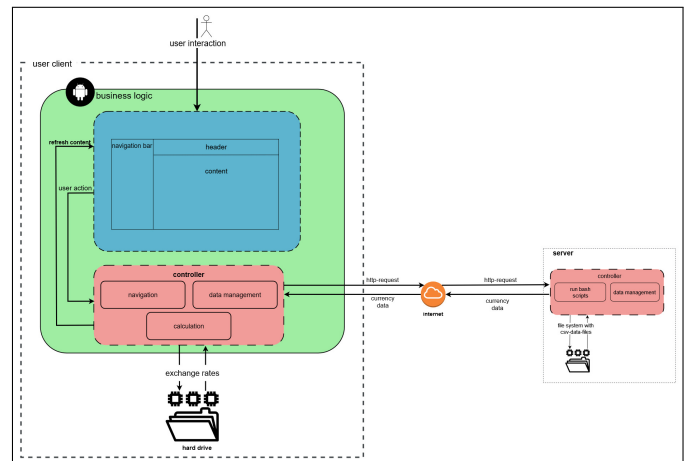 user interaction
user client
business logic
refresh content
navigation bar
header
content
user action
controller
navigation
data management
calculation
exchange rates
hard drive
http-request
currency
data
internet
http-request
currency
data
server
controller
run bash
scripts
data management
file system with
csv-data-files